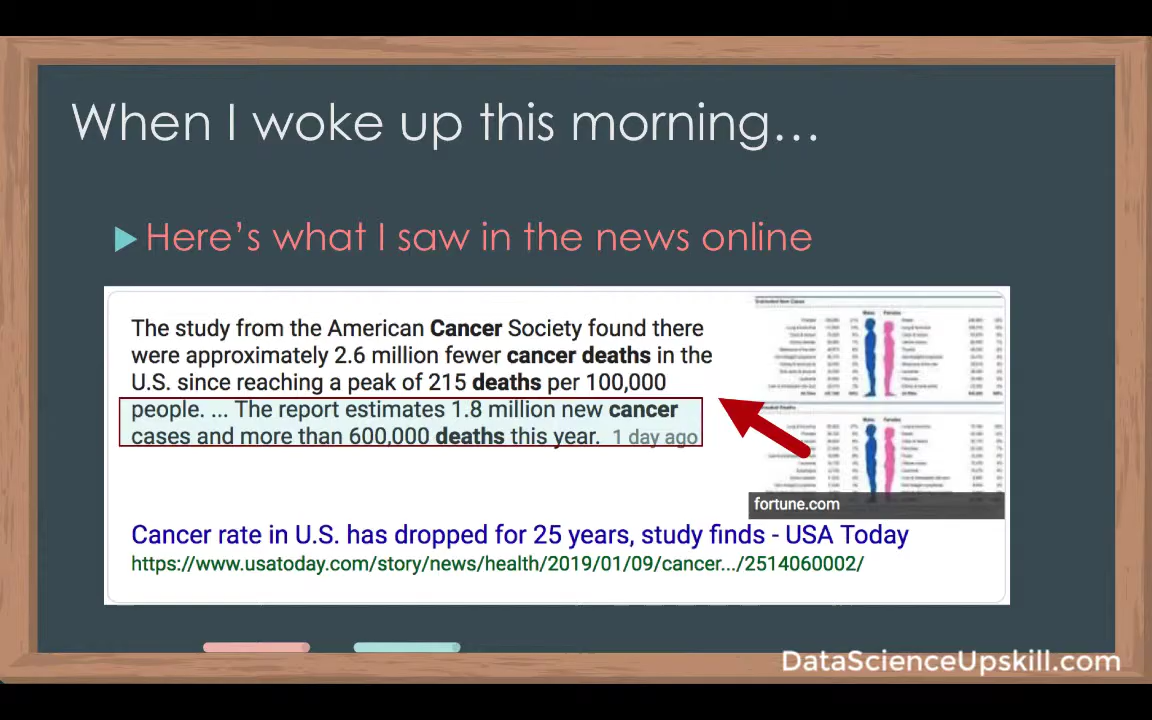 When I woke up this morning...
Here's what I saw in the news online
The study from the American Cancer Society found there
were approximately 2.6 million fewer cancer deaths in the
U.S. since reaching a peak of 215 deaths per 100,000
people. ... The report estimates 1.8 million new cancer
cases and more than 600,000 deaths this year. 1 day ago
Males Females
fortune.com
Cancer rate in U.S. has dropped for 25 years, study finds - USA Today
https://www.usatoday.com/story/news/health/2019/01/09/cancer.../2514060002/
DataScienceUpskill.com